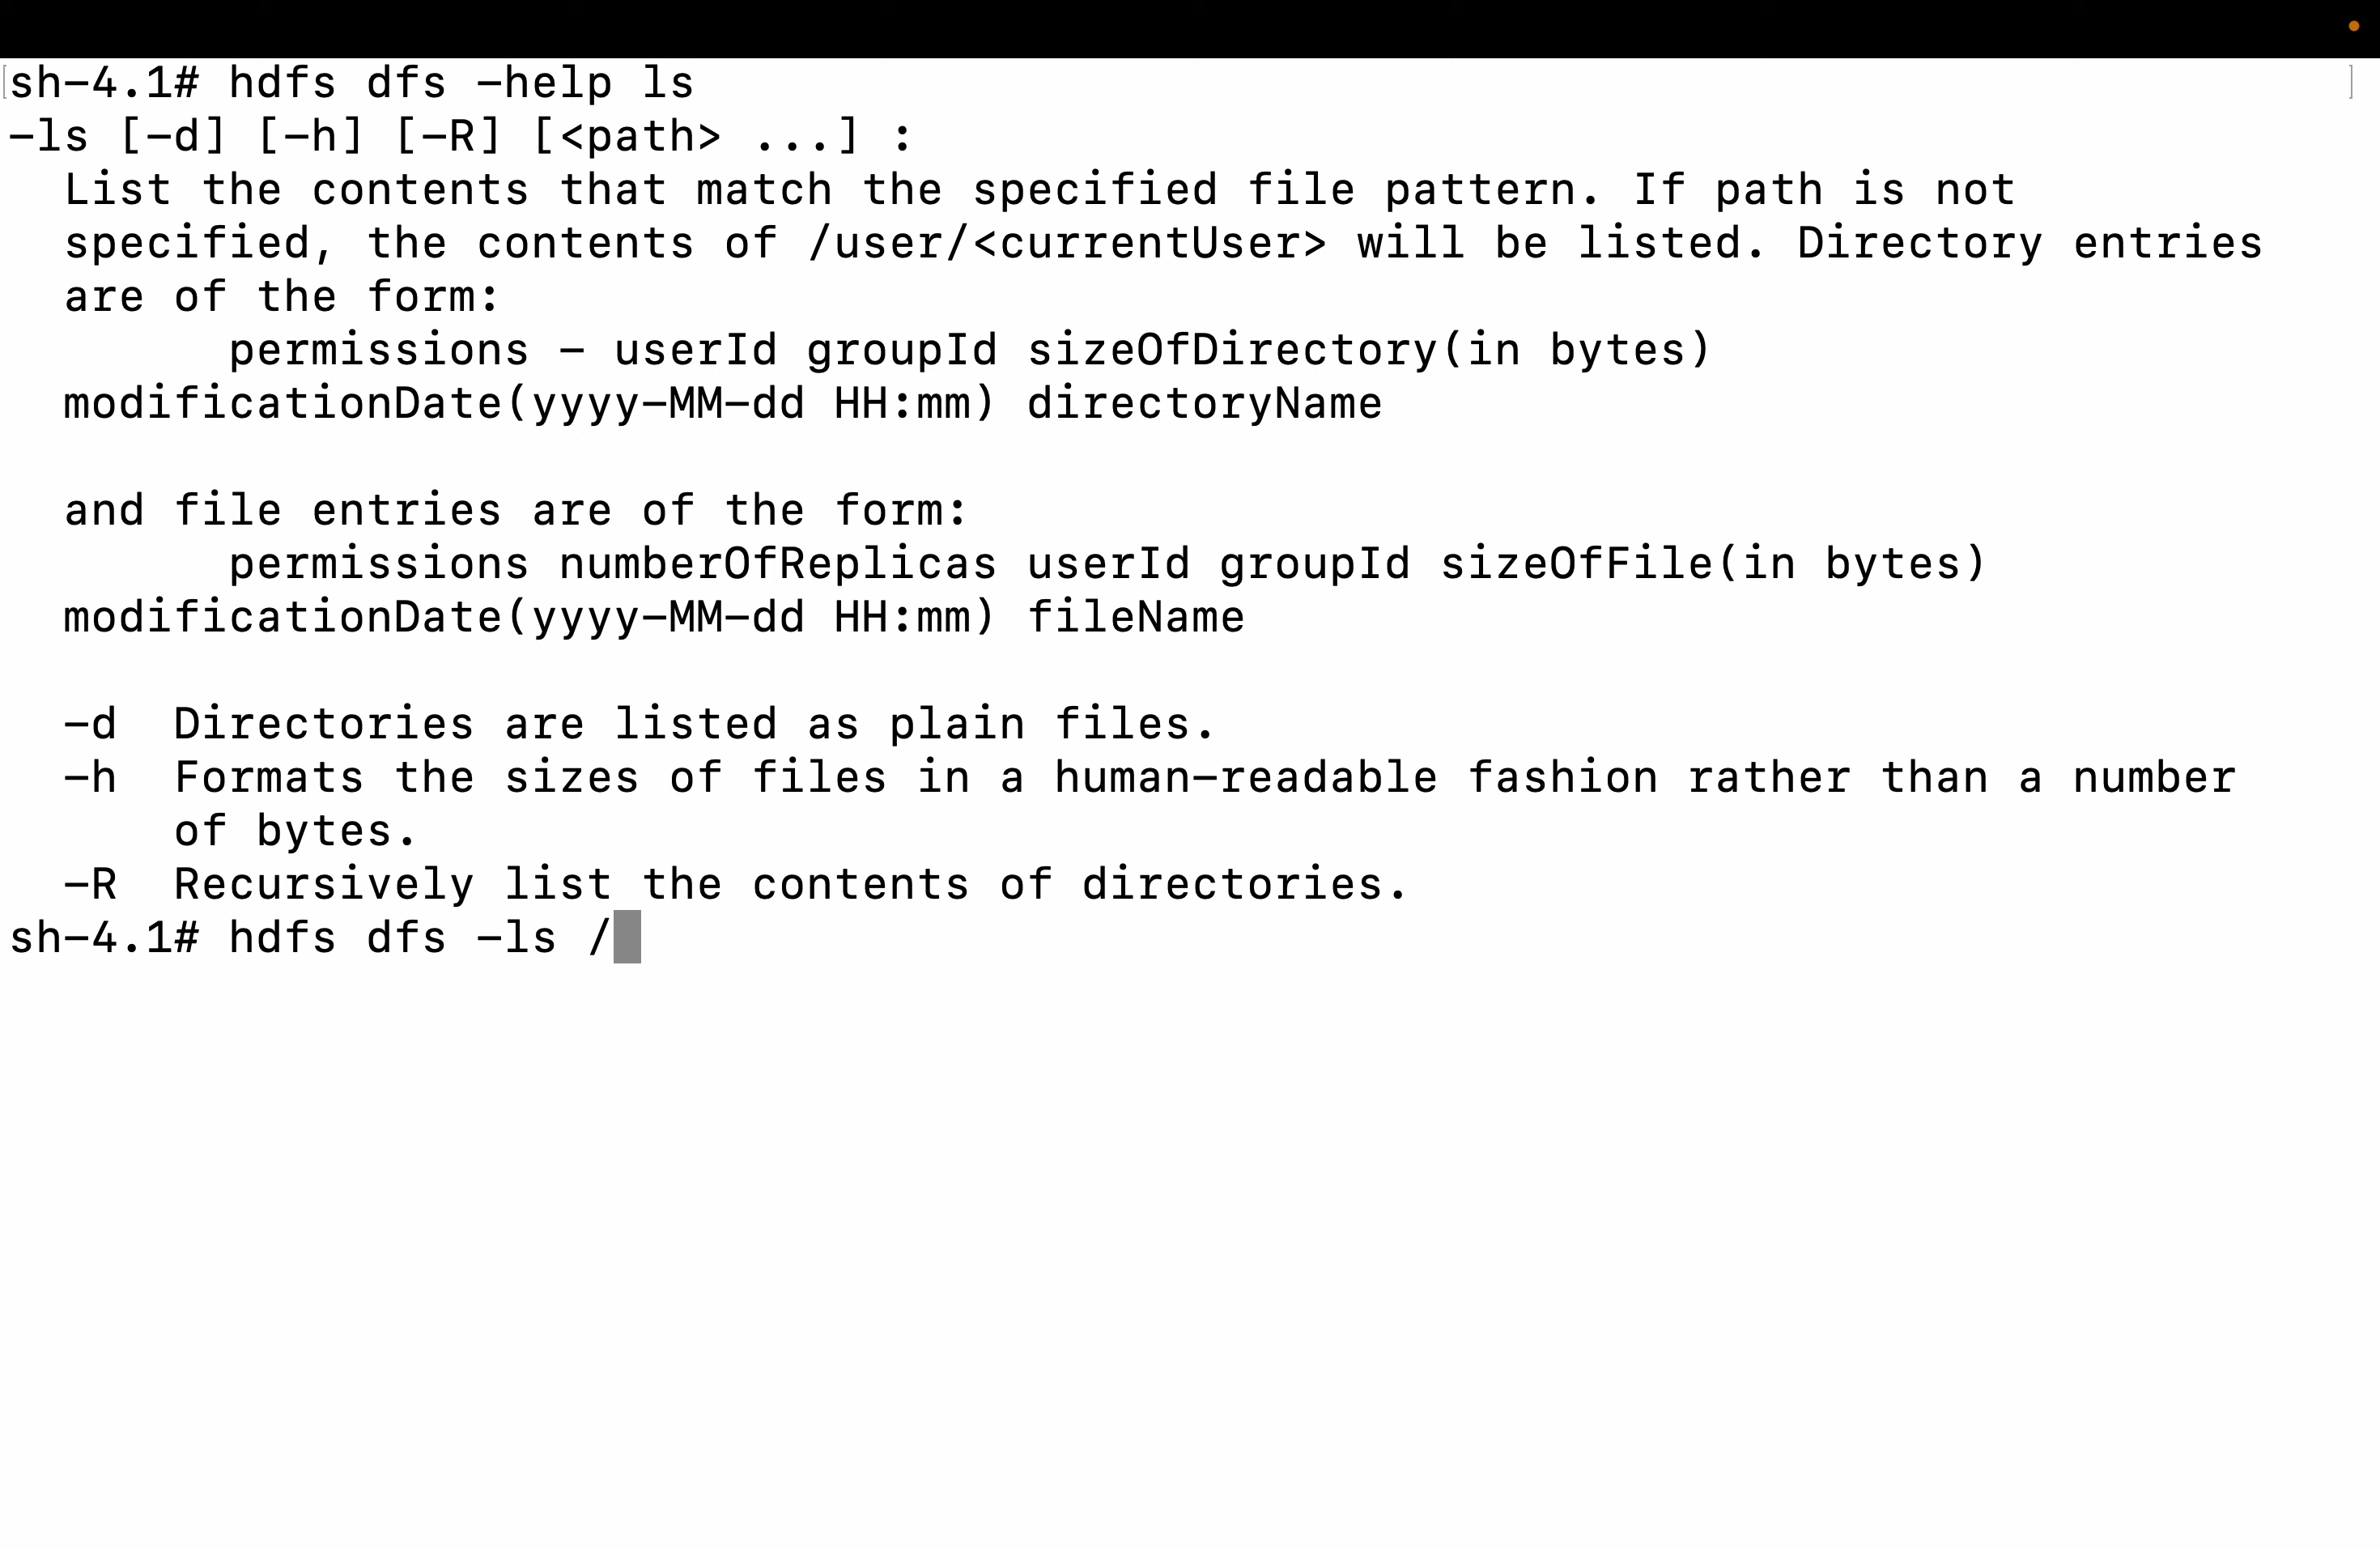 sh-4.1# hdfs dfs -help ls
-ls [-d] [-h] [-R] [<path> ...] :
  List the contents that match the specified file pattern. If path is not
  specified, the contents of /user/<currentUser> will be listed. Directory entries
  are of the form:
        permissions - userId groupId sizeOfDirectory(in bytes)
  modificationDate(yyyy-MM-dd HH:mm) directoryName

  and file entries are of the form:
        permissions numberOfReplicas userId groupId sizeOfFile(in bytes)
  modificationDate(yyyy-MM-dd HH:mm) fileName

  -d  Directories are listed as plain files.
  -h  Formats the sizes of files in a human-readable fashion rather than a number
      of bytes.
  -R  Recursively list the contents of directories.
sh-4.1# hdfs dfs -ls /